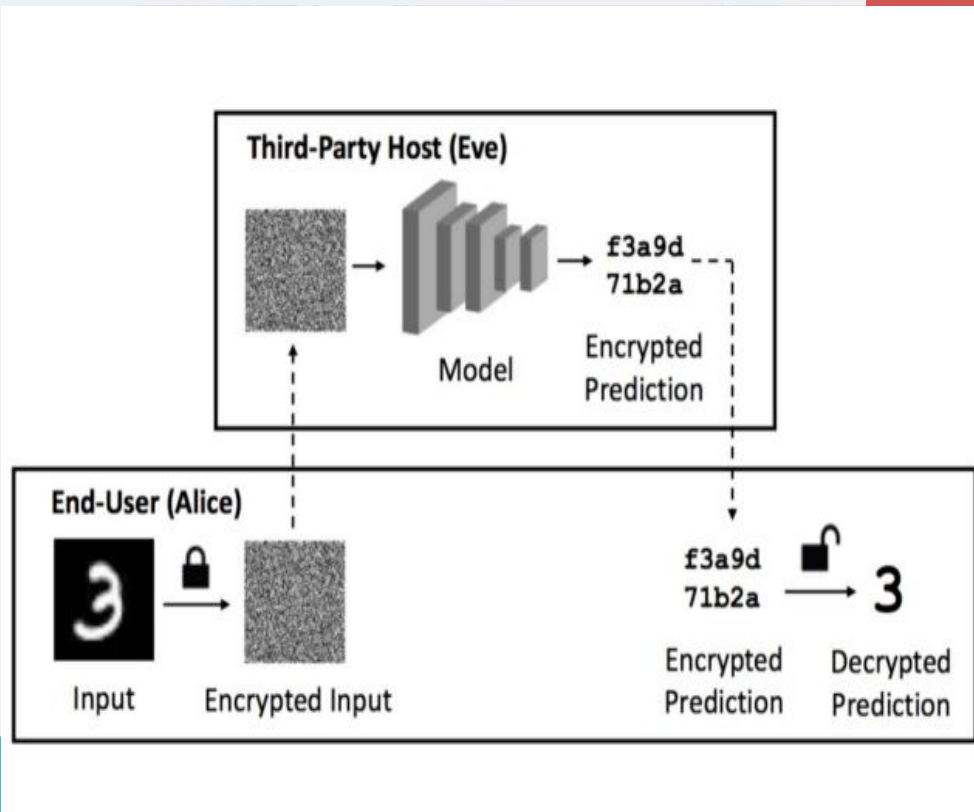 Third-Party Host (Eve)
f3a9d
71b2a
Model
Encrypted
Prediction
End-User (Alice)
3
f3a9d
71b2a
3
Input
Encrypted Input
Encrypted
Prediction
Decrypted
Prediction